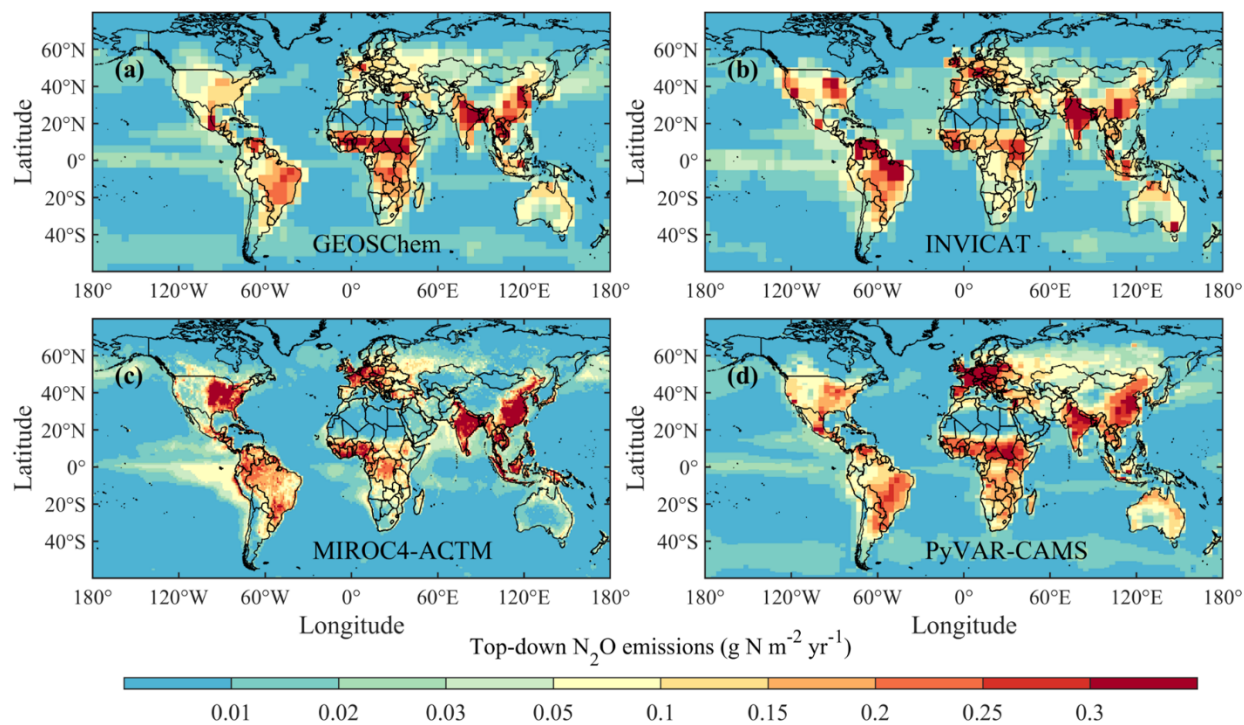 60°N
40°N
20°N
0°
20°S
40°S
Latitude
(a)
GEOSChem
180°
120°W
60°W
0°
60°E
120°E
180°
60°N
40°N
20°N
0°
20°S
40°S
Latitude
(b)
INVICAT
180°
120°W
60°W
0°
60°E
120°E
180°
60°N
40°N
20°N
0°
20°S
40°S
Latitude
(c)
MIROC4-ACTM
180°
120°W
60°W
0°
60°E
120°E
180°
Longitude
60°N
40°N
20°N
0°
20°S
40°S
Latitude
(d)
PyVAR-CAMS
180°
120°W
60°W
0°
60°E
120°E
180°
Longitude
Top-down N₂O emissions (g N m⁻² yr⁻¹)
0.01 0.02 0.03 0.05 0.1 0.15 0.2 0.25 0.3